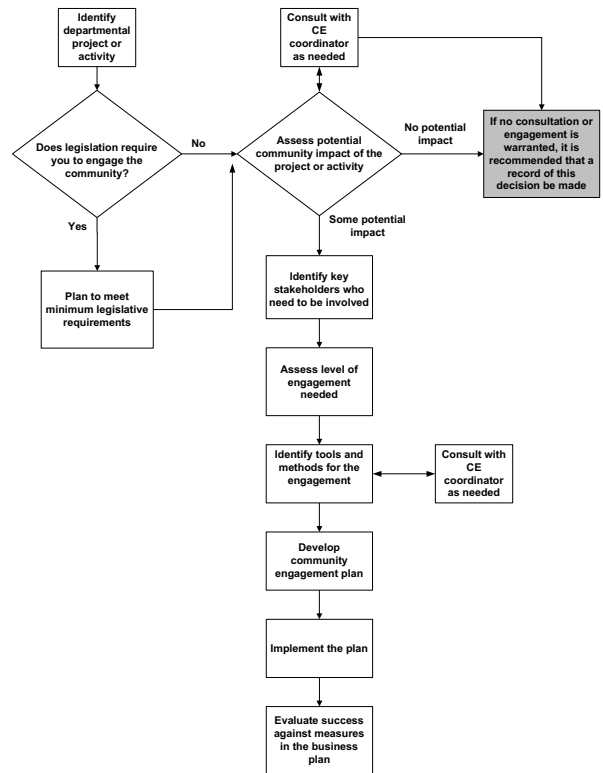 Identify
departmental
project or
activity
Consult with
CE
coordinator
as needed
Does legislation require
you to engage the
community?
No
Assess potential
community impact of the
project or activity
No potential
impact
If no consultation or
engagement is
warranted, it is
recommended that a
record of this
decision be made
Yes
Some potential
impact
Plan to meet
minimum legislative
requirements
Identify key
stakeholders who
need to be involved
Assess level of
engagement
needed
Identify tools and
methods for the
engagement
Consult with
CE
coordinator
as needed
Develop
community
engagement plan
Implement the plan
Evaluate success
against measures
in the business
plan